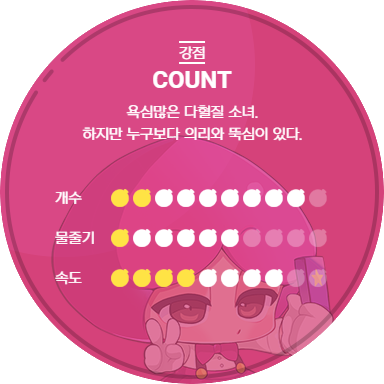 강점
COUNT
욕심많은 다혈질 소녀.
하지만 누구보다 의리와 뚝심이 있다.
개수
물줄기
속도